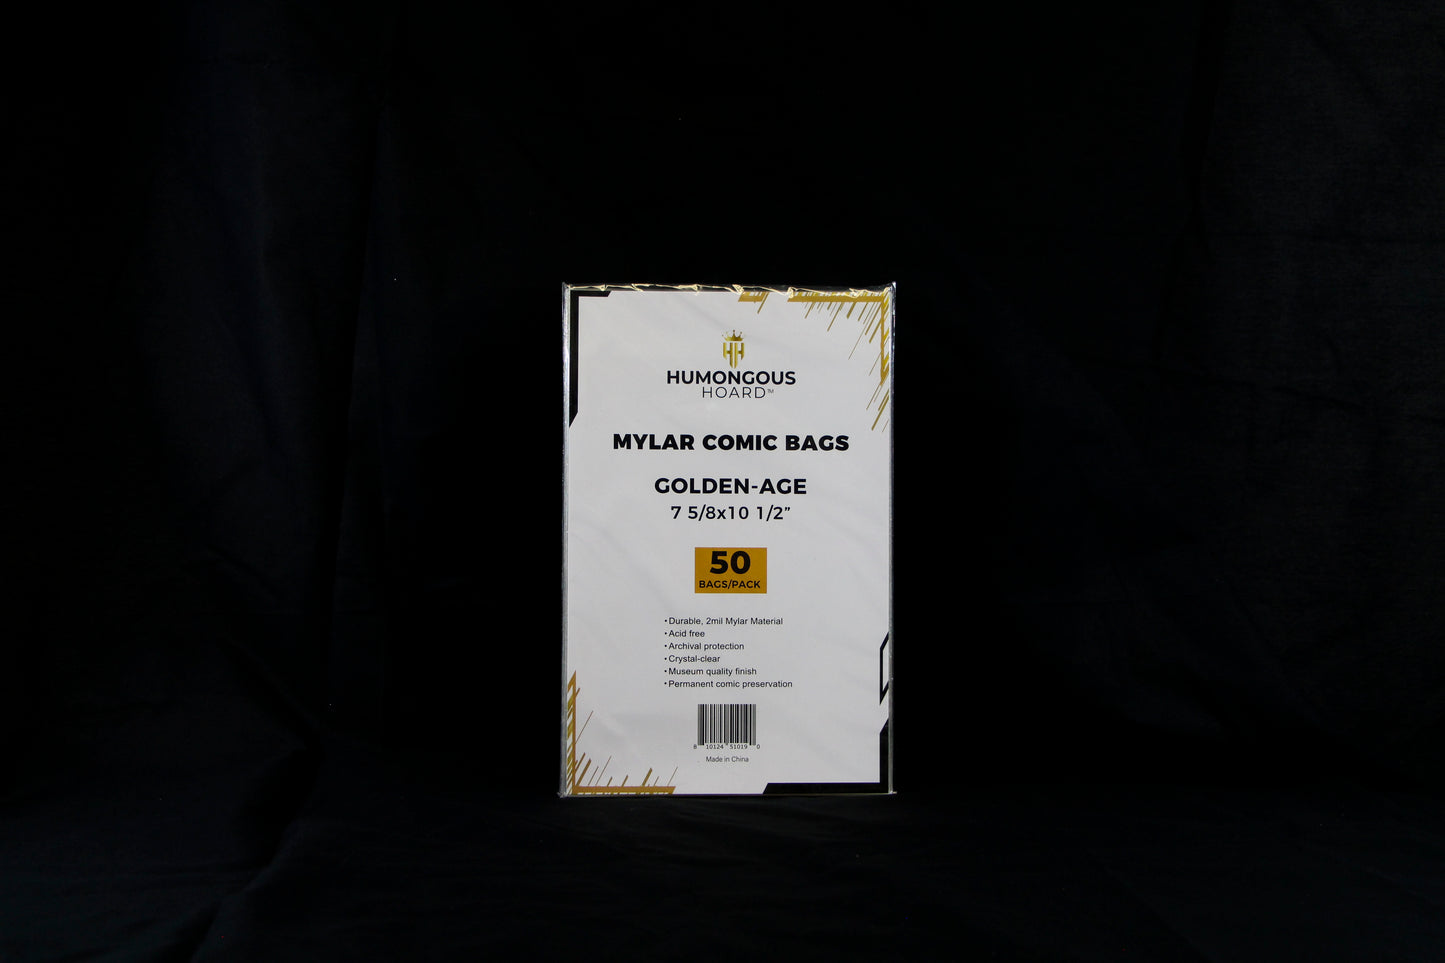 HH
HUMONGOUS
HOARD™
MYLAR COMIC BAGS
GOLDEN-AGE
7 5/8x10 1/2”
50
BAGS/PACK
• Durable, 2mil Mylar Material
• Acid free
• Archival protection
• Crystal-clear
• Museum quality finish
• Permanent comic preservation
8 10124 51019 0
Made in China